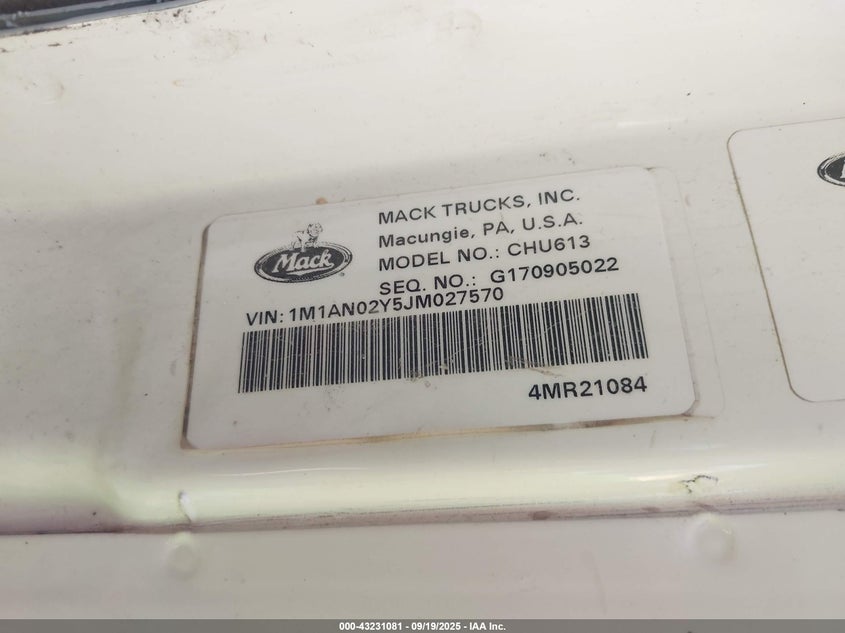 MACK TRUCKS, INC.
Macungie, PA, U.S.A.
MODEL NO.: CHU613
SEQ. NO.: G170905022
Mack
VIN: 1M1AN02Y5JM027570
4MR21084
000-43231081 - 09/19/2025 - IAA Inc.